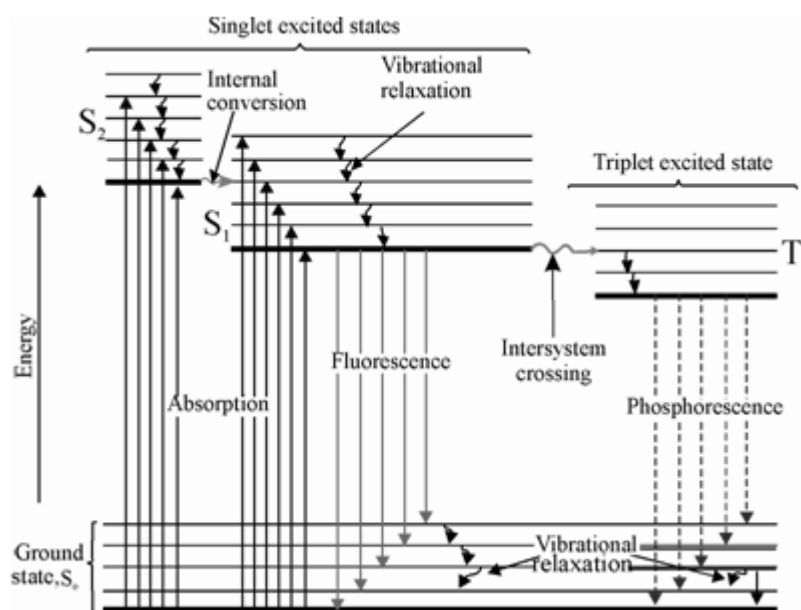 Singlet excited states
Internal
conversion
Vibrational
relaxation
S2
Triplet excited state
S1
T
Energy
Fluorescence
Intersystem
crossing
Absorption
Phosphorescence
Ground
state, So
Vibrational
relaxation